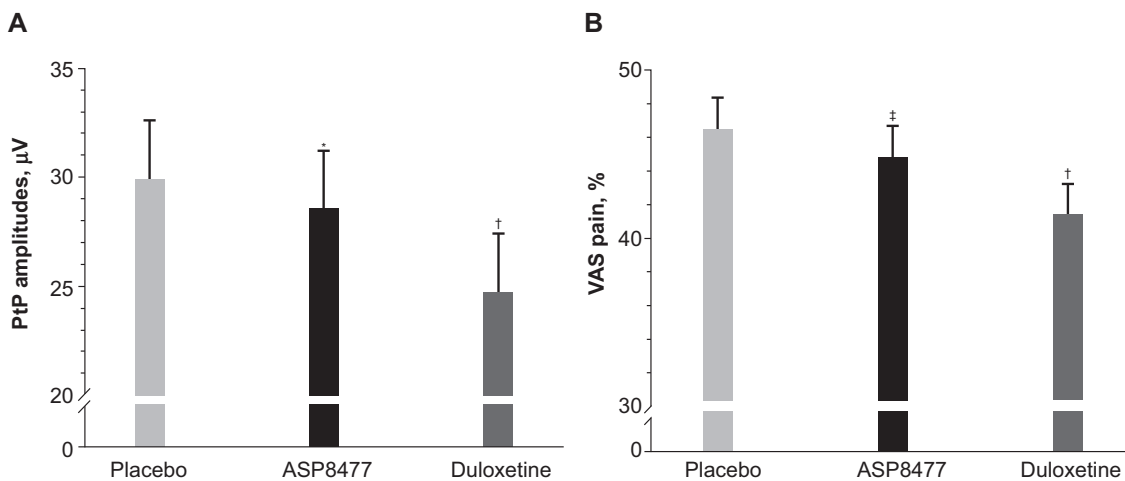 A
PtP amplitudes, μV
35
30
25
20
0
*
†
Placebo
ASP8477
Duloxetine
B
VAS pain, %
50
40
30
0
‡
†
Placebo
ASP8477
Duloxetine